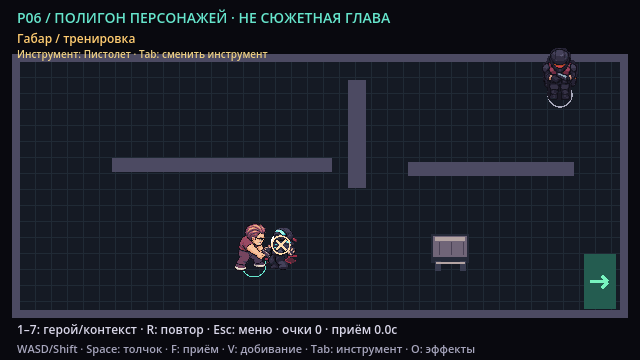 P06 / ПОЛИГОН ПЕРСОНАЖЕЙ · НЕ СЮЖЕТНАЯ ГЛАВА
Габар / тренировка
Инструмент: Пистолет · Tab: сменить инструмент
1–7: герой/контекст · R: повтор · Esc: меню · очки 0 · приём 0.0с
WASD/Shift · Space: толчок · F: приём · V: добивание · Tab: инструмент · O: эффекты